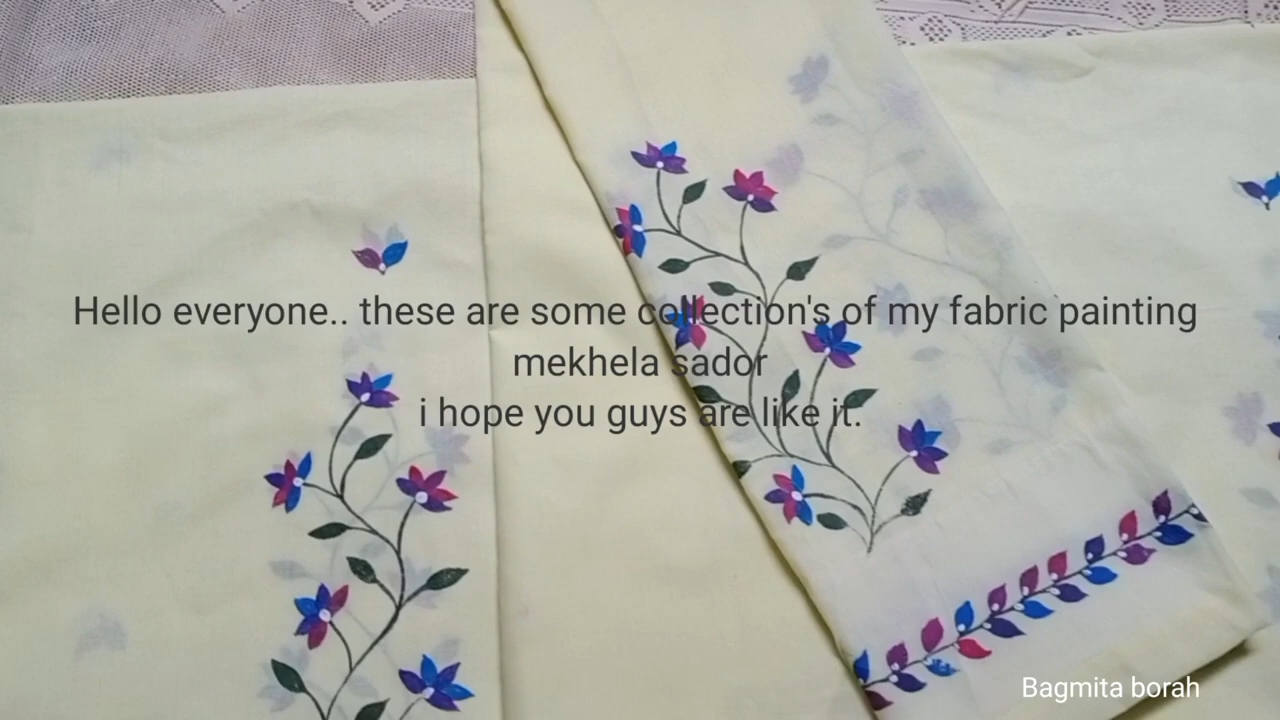 Hello everyone.. these are some collection's of my fabric painting
mekhela sador
i hope you guys are like it.
Bagmita borah